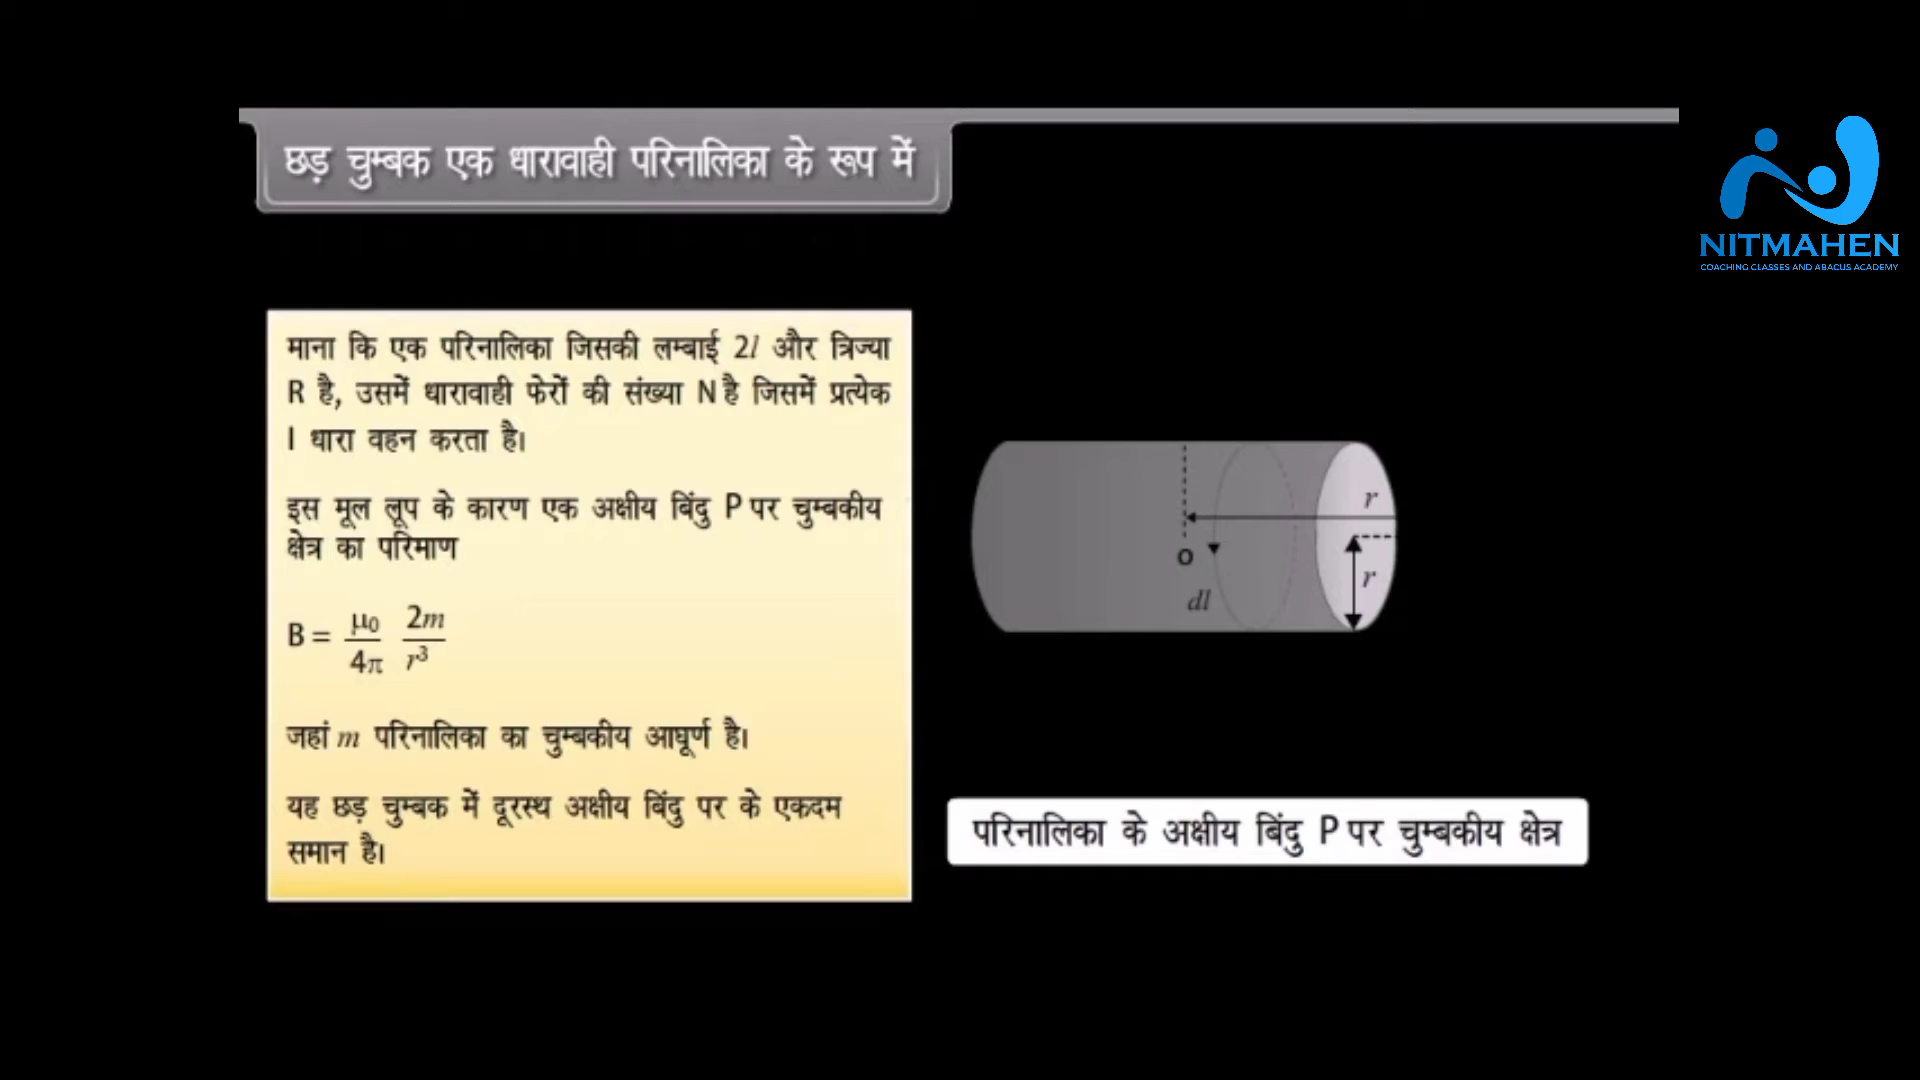 छड़ चुम्बक एक धारावाही परिनालिका के रूप में
NITMAHEN
COACHING CLASSES AND ABACUS ACADEMY
माना कि एक परिनालिका जिसकी लम्बाई 2l और त्रिज्या
R है, उसमें धारावाही फेरों की संख्या N है जिसमें प्रत्येक
I धारा वहन करता है।
इस मूल लूप के कारण एक अक्षीय बिंदु P पर चुम्बकीय
क्षेत्र का परिमाण
B = μ₀/4π 2m/r³
जहां m परिनालिका का चुम्बकीय आघूर्ण है।
यह छड़ चुम्बक में दूरस्थ अक्षीय बिंदु पर के एकदम
समान है।
r
O
r
dl
परिनालिका के अक्षीय बिंदु P पर चुम्बकीय क्षेत्र